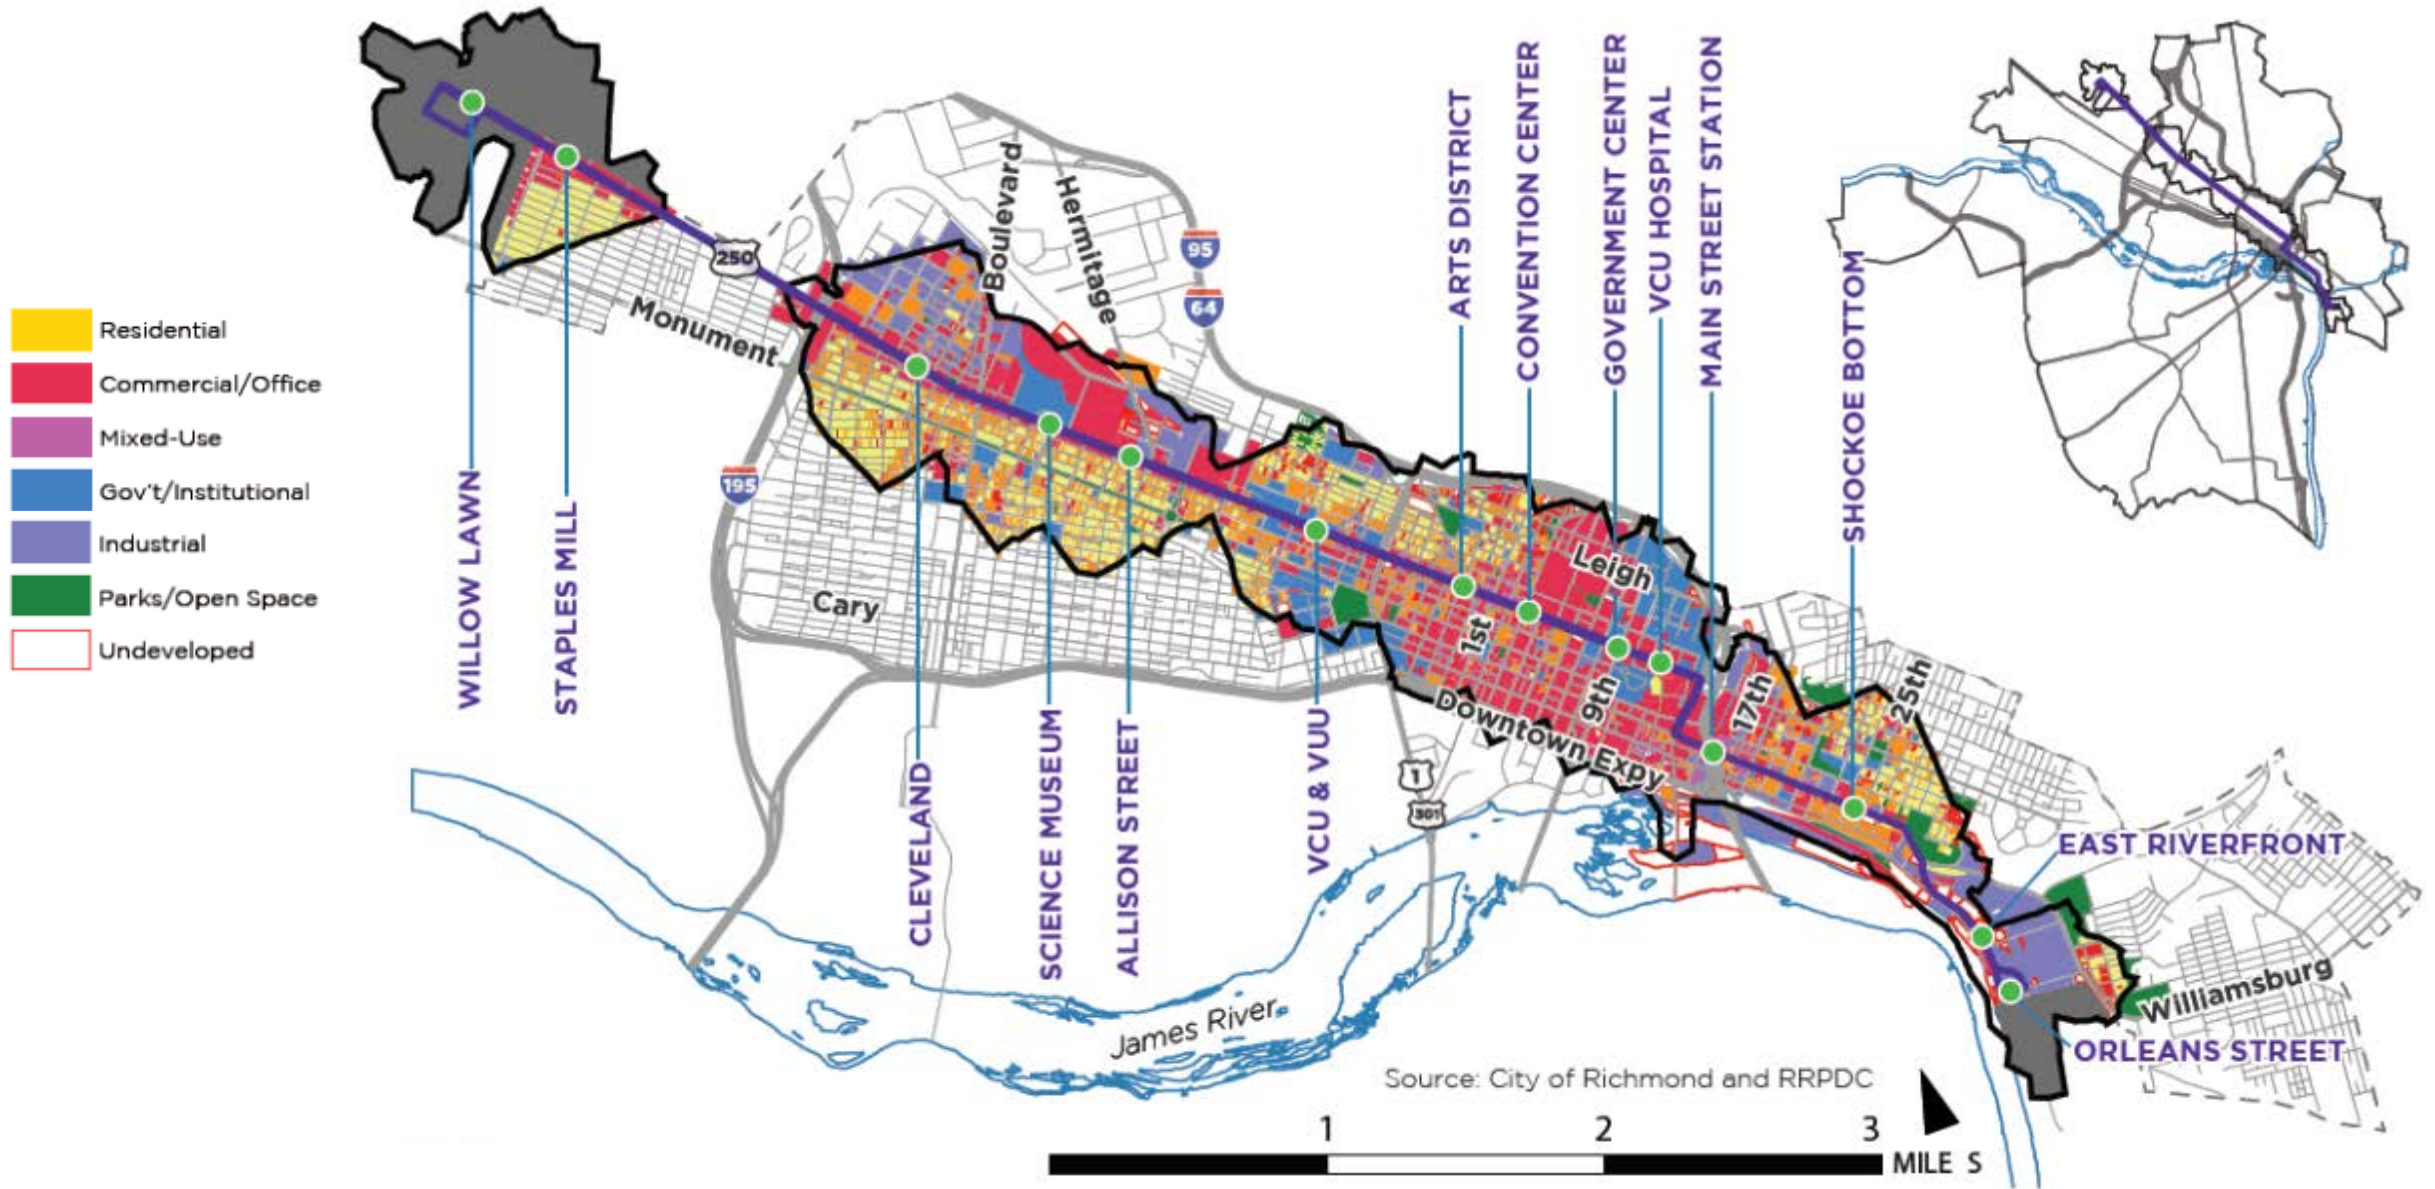 Residential
Commercial/Office
Mixed-Use
Gov't/Institutional
Industrial
Parks/Open Space
Undeveloped
WILLOW LAWN
STAPLES MILL
CLEVELAND
SCIENCE MUSEUM
ALLISON STREET
VCU & VUU
ARTS DISTRICT
CONVENTION CENTER
GOVERNMENT CENTER
VCU HOSPITAL
MAIN STREET STATION
SHOCKOE BOTTOM
EAST RIVERFRONT
ORLEANS STREET
250
Monument
Boulevard
Hermitage
95
64
195
Cary
Leigh
1st
9th
17th
25th
Downtown Expy
1
301
James River
Williamsburg
Source: City of Richmond and RRPDC
1 2 3
MILE S